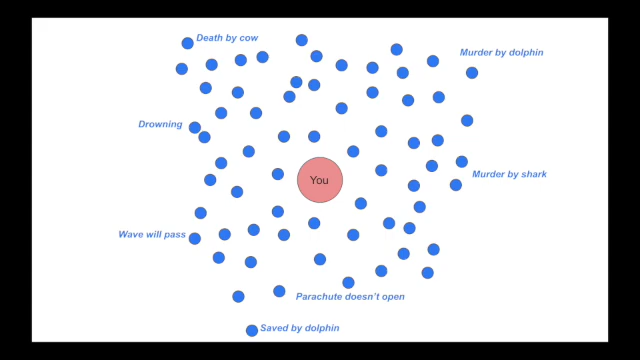 Death by cow
Murder by dolphin
Drowning
Murder by shark
You
Wave will pass
Parachute doesn't open
Saved by dolphin